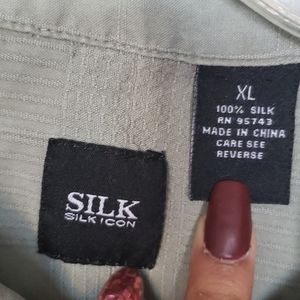 XL
100% SILK
RN 95743
MADE IN CHINA
CARE SEE
REVERSE
SILK
SILK ICON